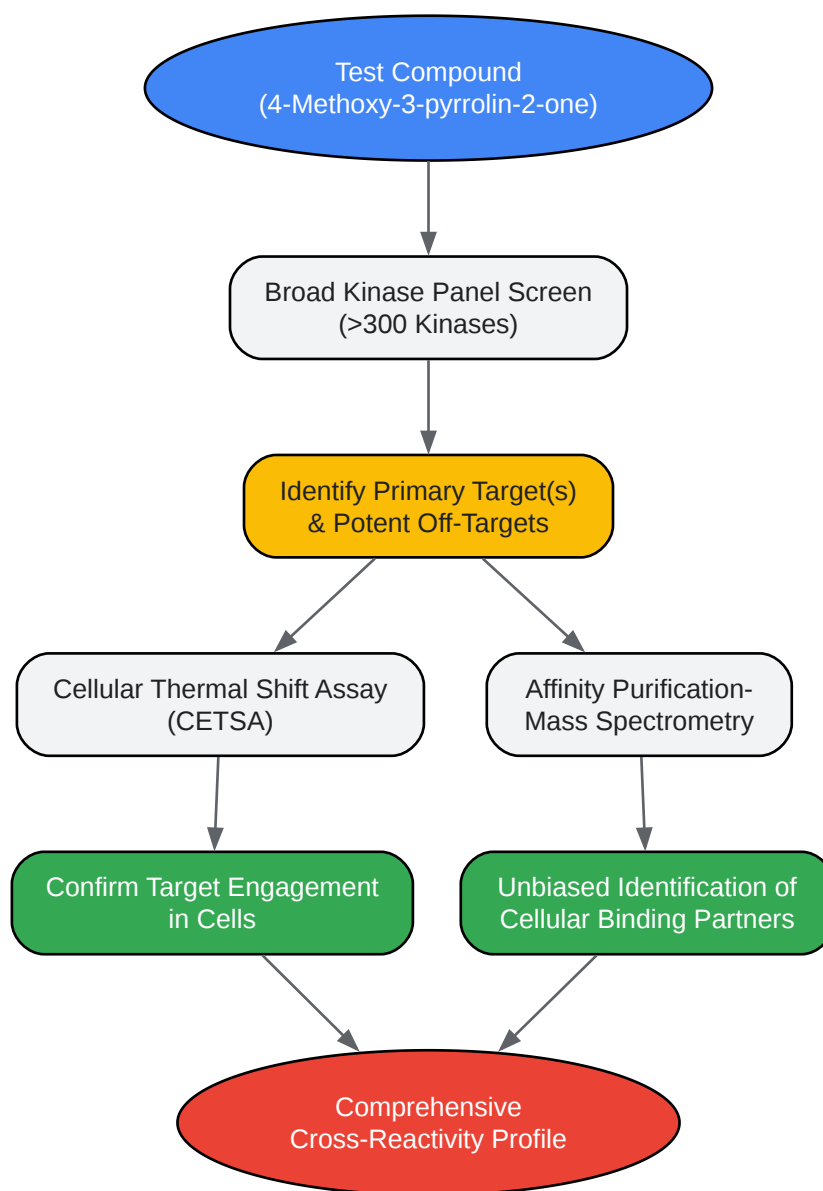 Test Compound
(4-Methoxy-3-pyrrolin-2-one)
Broad Kinase Panel Screen
(>300 Kinases)
Identify Primary Target(s)
& Potent Off-Targets
Cellular Thermal Shift Assay
(CETSA)
Affinity Purification-
Mass Spectrometry
Confirm Target Engagement
in Cells
Unbiased Identification of
Cellular Binding Partners
Comprehensive
Cross-Reactivity Profile